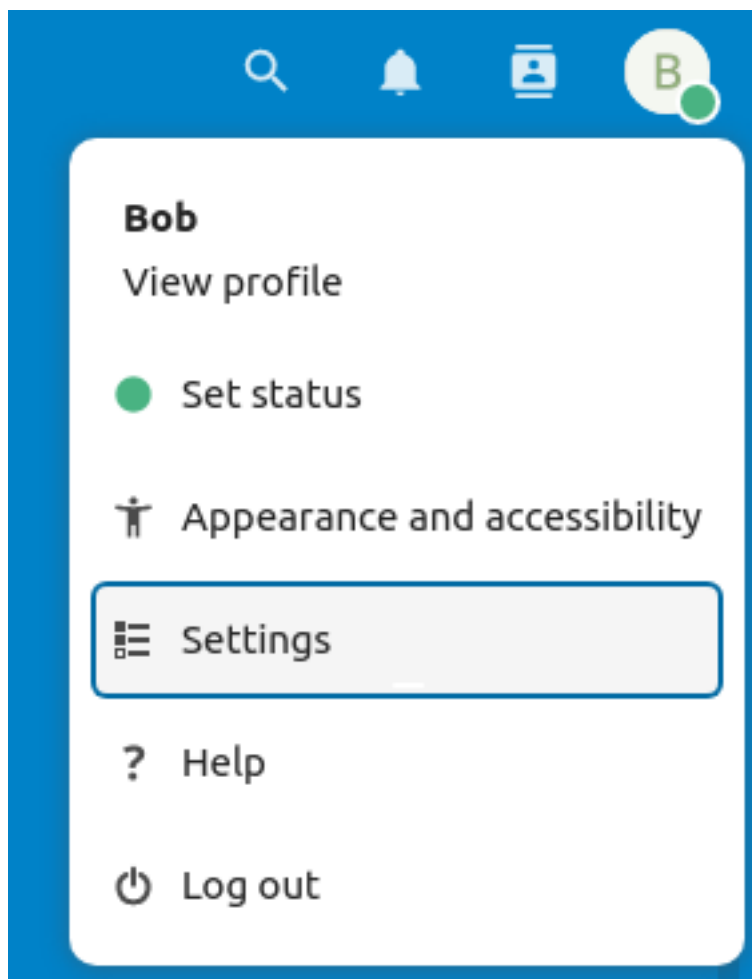 B
Bob
View profile
Set status
Appearance and accessibility
Settings
? Help
Log out